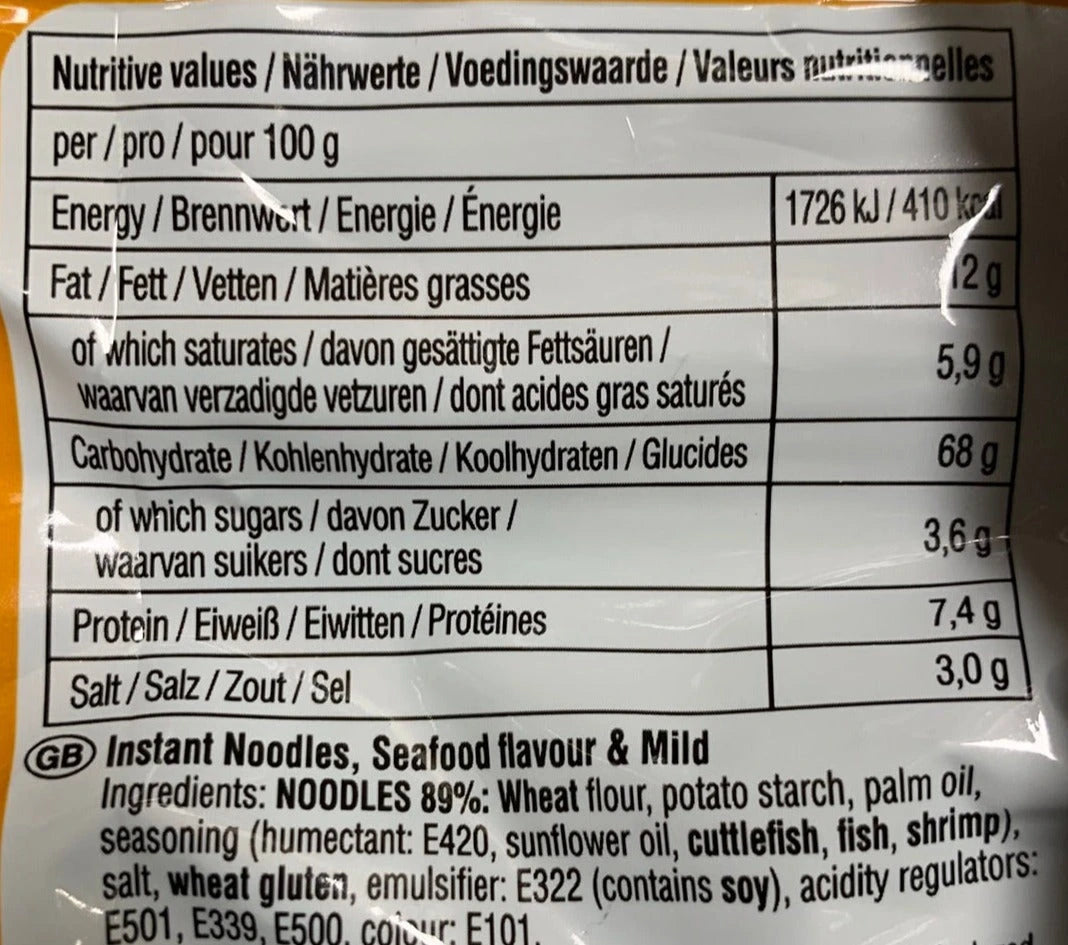 Nutritive values / Nährwerte / Voedingswaarde / Valeurs nutritionnelles
per / pro / pour 100 g
Energy / Brennwert / Energie / Énergie 1726 kJ / 410 kcal
Fat / Fett / Vetten / Matières grasses 12 g
of which saturates / davon gesättigte Fettsäuren /
waarvan verzadigde vetzuren / dont acides gras saturés 5,9 g
Carbohydrate / Kohlenhydrate / Koolhydraten / Glucides 68 g
of which sugars / davon Zucker /
waarvan suikers / dont sucres 3,6 g
Protein / Eiweiß / Eiwitten / Protéines 7,4 g
Salt / Salz / Zout / Sel 3,0 g
GB Instant Noodles, Seafood flavour & Mild
Ingredients: NOODLES 89%: Wheat flour, potato starch, palm oil,
seasoning (humectant: E420, sunflower oil, cuttlefish, fish, shrimp),
salt, wheat gluten, emulsifier: E322 (contains soy), acidity regulators:
E501, E339, E500, colour: E101.